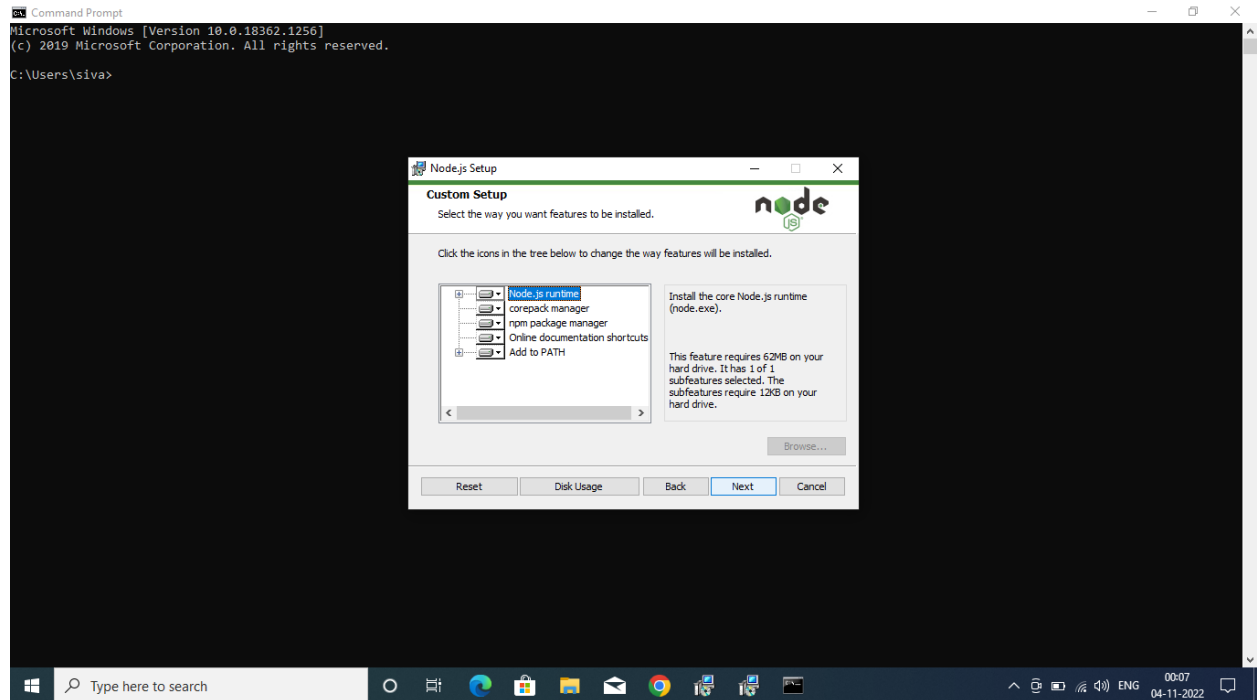 Command Prompt
Microsoft Windows [Version 10.0.18362.1256]
(c) 2019 Microsoft Corporation. All rights reserved.
C:\Users\siva>
Node.js Setup
Custom Setup
Select the way you want features to be installed.
node
JS
Click the icons in the tree below to change the way features will be installed.
Node.js runtime
corepack manager
npm package manager
Online documentation shortcuts
Add to PATH
Install the core Node.js runtime
(node.exe).
This feature requires 62MB on your
hard drive. It has 1 of 1
subfeatures selected. The
subfeatures require 12KB on your
hard drive.
Browse...
Reset
Disk Usage
Back
Next
Cancel
Type here to search
ENG
00:07
04-11-2022